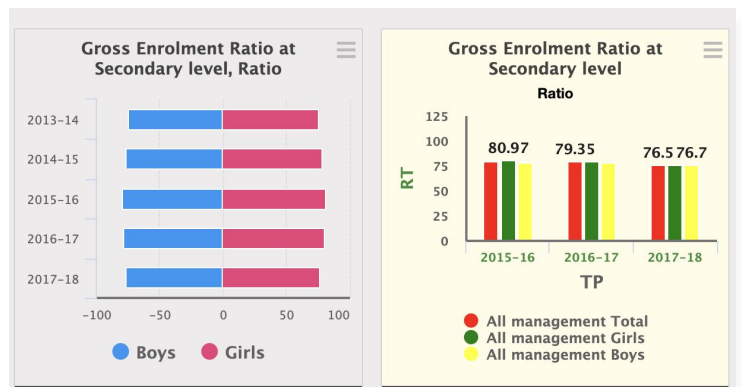 Gross Enrolment Ratio at
Secondary level, Ratio
2013-14
2014-15
2015-16
2016-17
2017-18
-100 -50 0 50 100
Boys Girls
Gross Enrolment Ratio at
Secondary level
Ratio
RT
125
100
75
50
25
0
80.97 79.35 76.5 76.7
2015-16 2016-17 2017-18
TP
All management Total
All management Girls
All management Boys